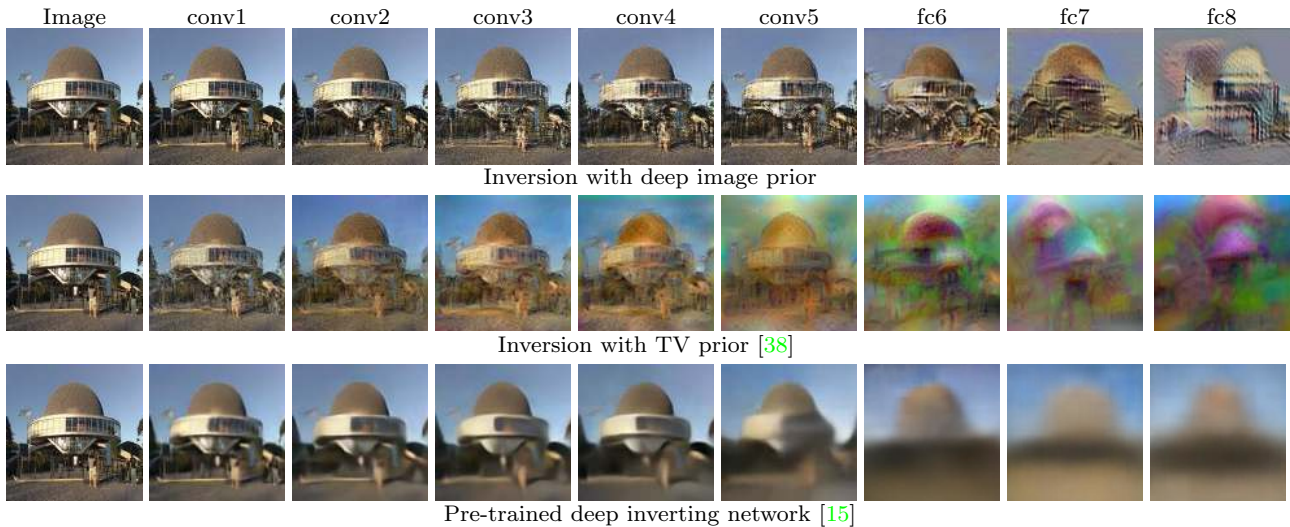 Image conv1 conv2 conv3 conv4 conv5 fc6 fc7 fc8
Inversion with deep image prior
Inversion with TV prior [38]
Pre-trained deep inverting network [15]